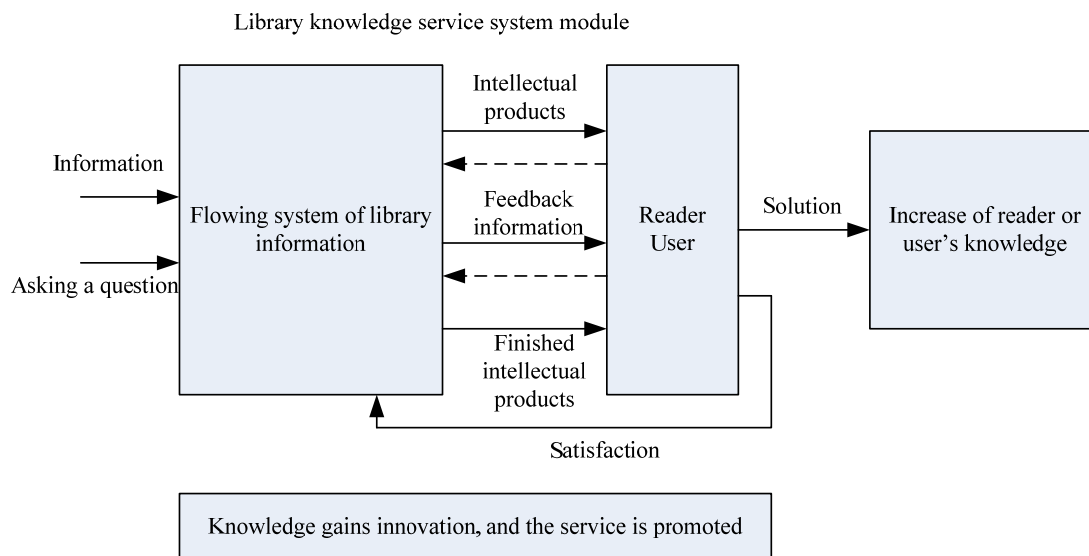 Library knowledge service system module
Intellectual
products
Information
Asking a question
Flowing system of library
information
Feedback
information
Reader
User
Solution
Increase of reader or
user's knowledge
Finished
intellectual
products
Satisfaction
Knowledge gains innovation, and the service is promoted